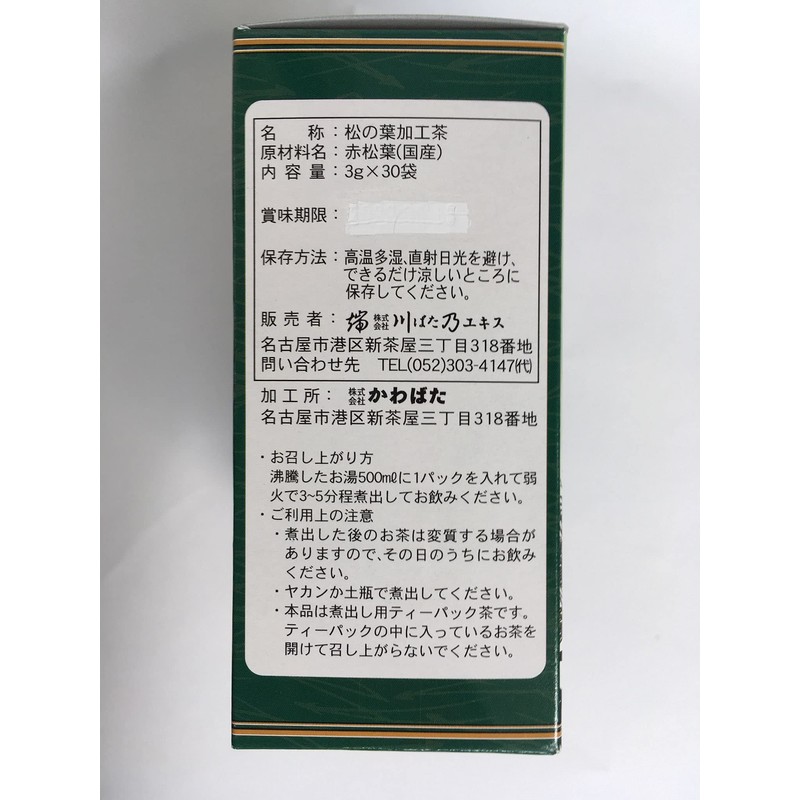 名　　称：松の葉加工茶
原材料名：赤松葉(国産)
内 容 量：3g×30袋
賞味期限：
保存方法：高温多湿、直射日光を避け、
できるだけ涼しいところに
保存してください。
販 売 者：瑞 株式会社 川ばた乃エキス
名古屋市港区新茶屋三丁目318番地
問い合わせ先　TEL(052)303-4147(代)
加 工 所：株式会社 かわばた
名古屋市港区新茶屋三丁目318番地
・お召し上がり方
沸騰したお湯500mlに1パックを入れて弱
火で3~5分程煮出してお飲みください。
・ご利用上の注意
・煮出した後のお茶は変質する場合が
ありますので、その日のうちにお飲み
ください。
・ヤカンか土瓶で煮出してください。
・本品は煮出し用ティーパック茶です。
ティーパックの中に入っているお茶を
開けて召し上がらないでください。